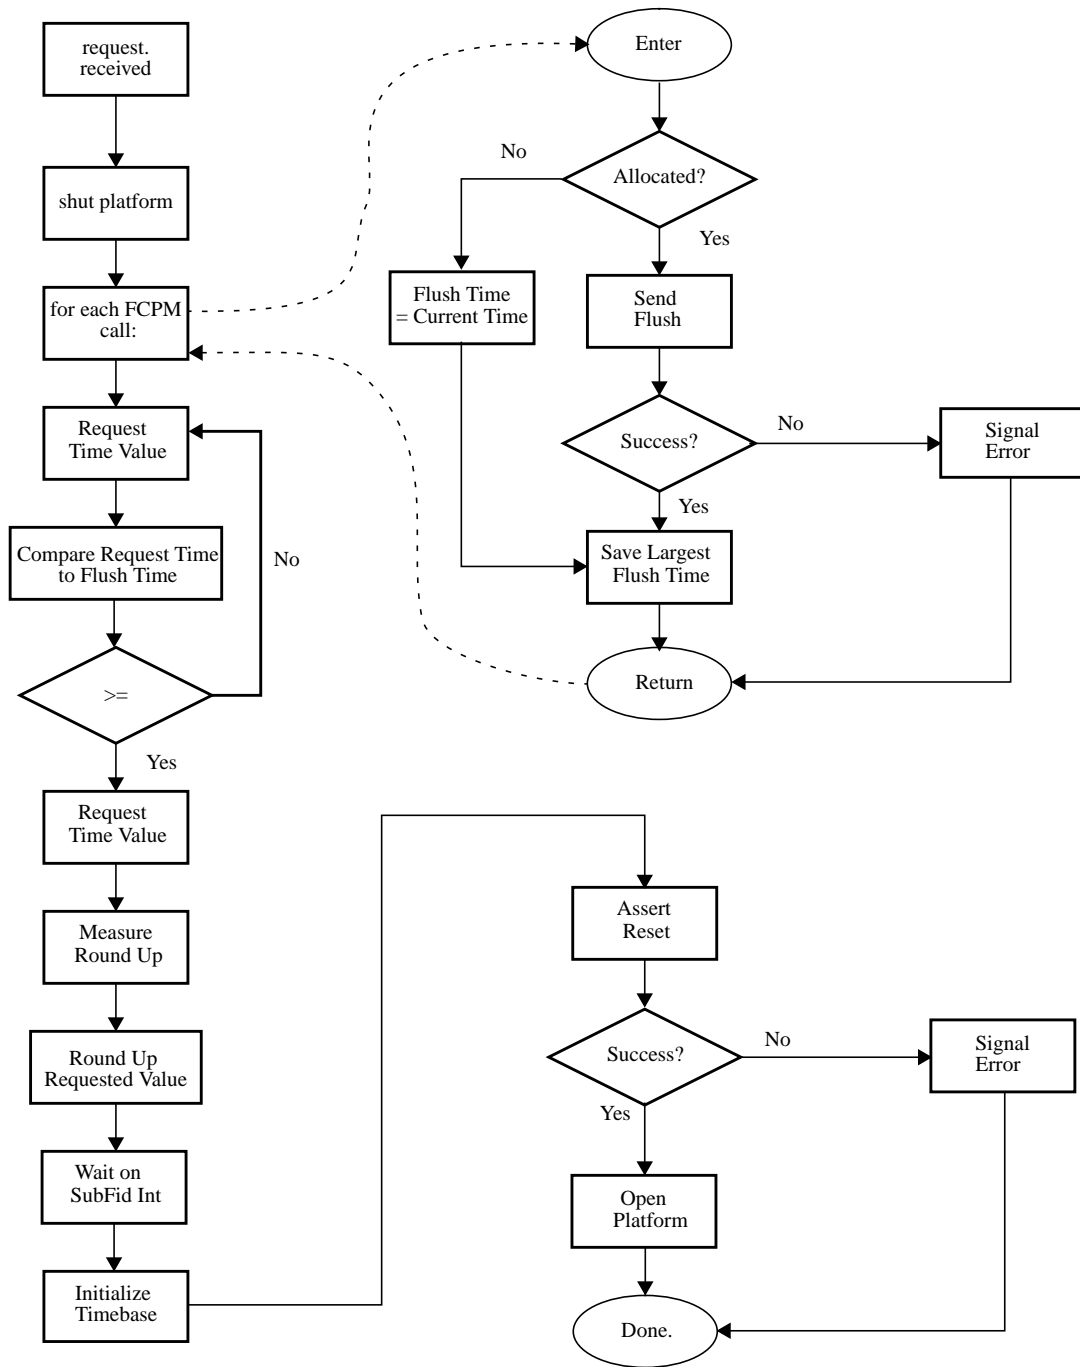 request.
received
shut platform
for each FCPM
call:
Request
Time Value
Compare Request Time
to Flush Time
No
>=
Yes
Request
Time Value
Measure
Round Up
Round Up
Requested Value
Wait on
SubFid Int
Initialize
Timebase
Enter
No
Allocated?
Yes
Flush Time
= Current Time
Send
Flush
Success?
No
Signal
Error
Yes
Save Largest
Flush Time
Return
Assert
Reset
Success?
No
Signal
Error
Yes
Open
Platform
Done.